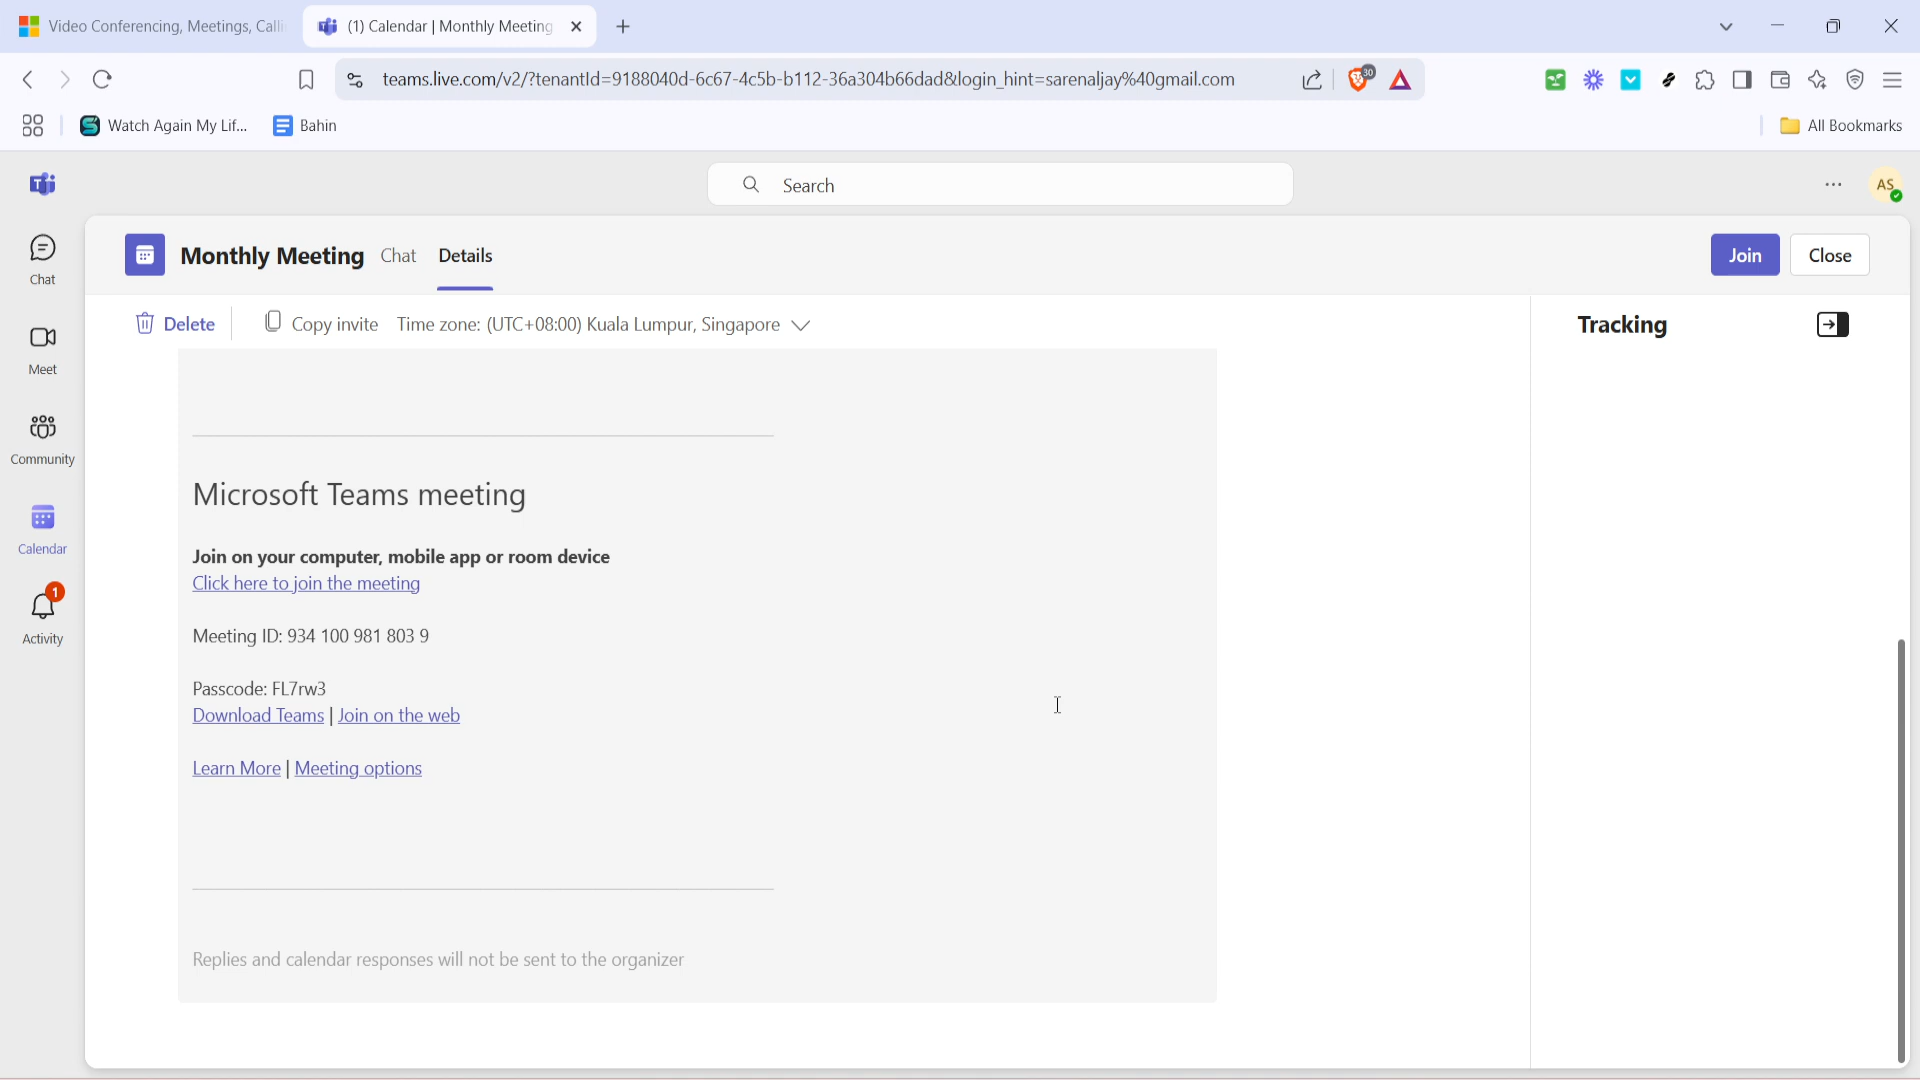 Video Conferencing, Meetings, Calli
(1) Calendar | Monthly Meeting
teams.live.com/v2/?tenantId=9188040d-6c67-4c5b-b112-36a304b66dad&login_hint=sarenaljay%40gmail.com
30
Watch Again My Lif...
Bahin
All Bookmarks
Search
AS
Chat
Meet
Community
Calendar
1
Activity
Monthly Meeting
Chat
Details
Join
Close
Delete
Copy invite
Time zone: (UTC+08:00) Kuala Lumpur, Singapore
Tracking
Microsoft Teams meeting
Join on your computer, mobile app or room device
Click here to join the meeting
Meeting ID: 934 100 981 803 9
Passcode: FL7rw3
Download Teams | Join on the web
Learn More | Meeting options
Replies and calendar responses will not be sent to the organizer